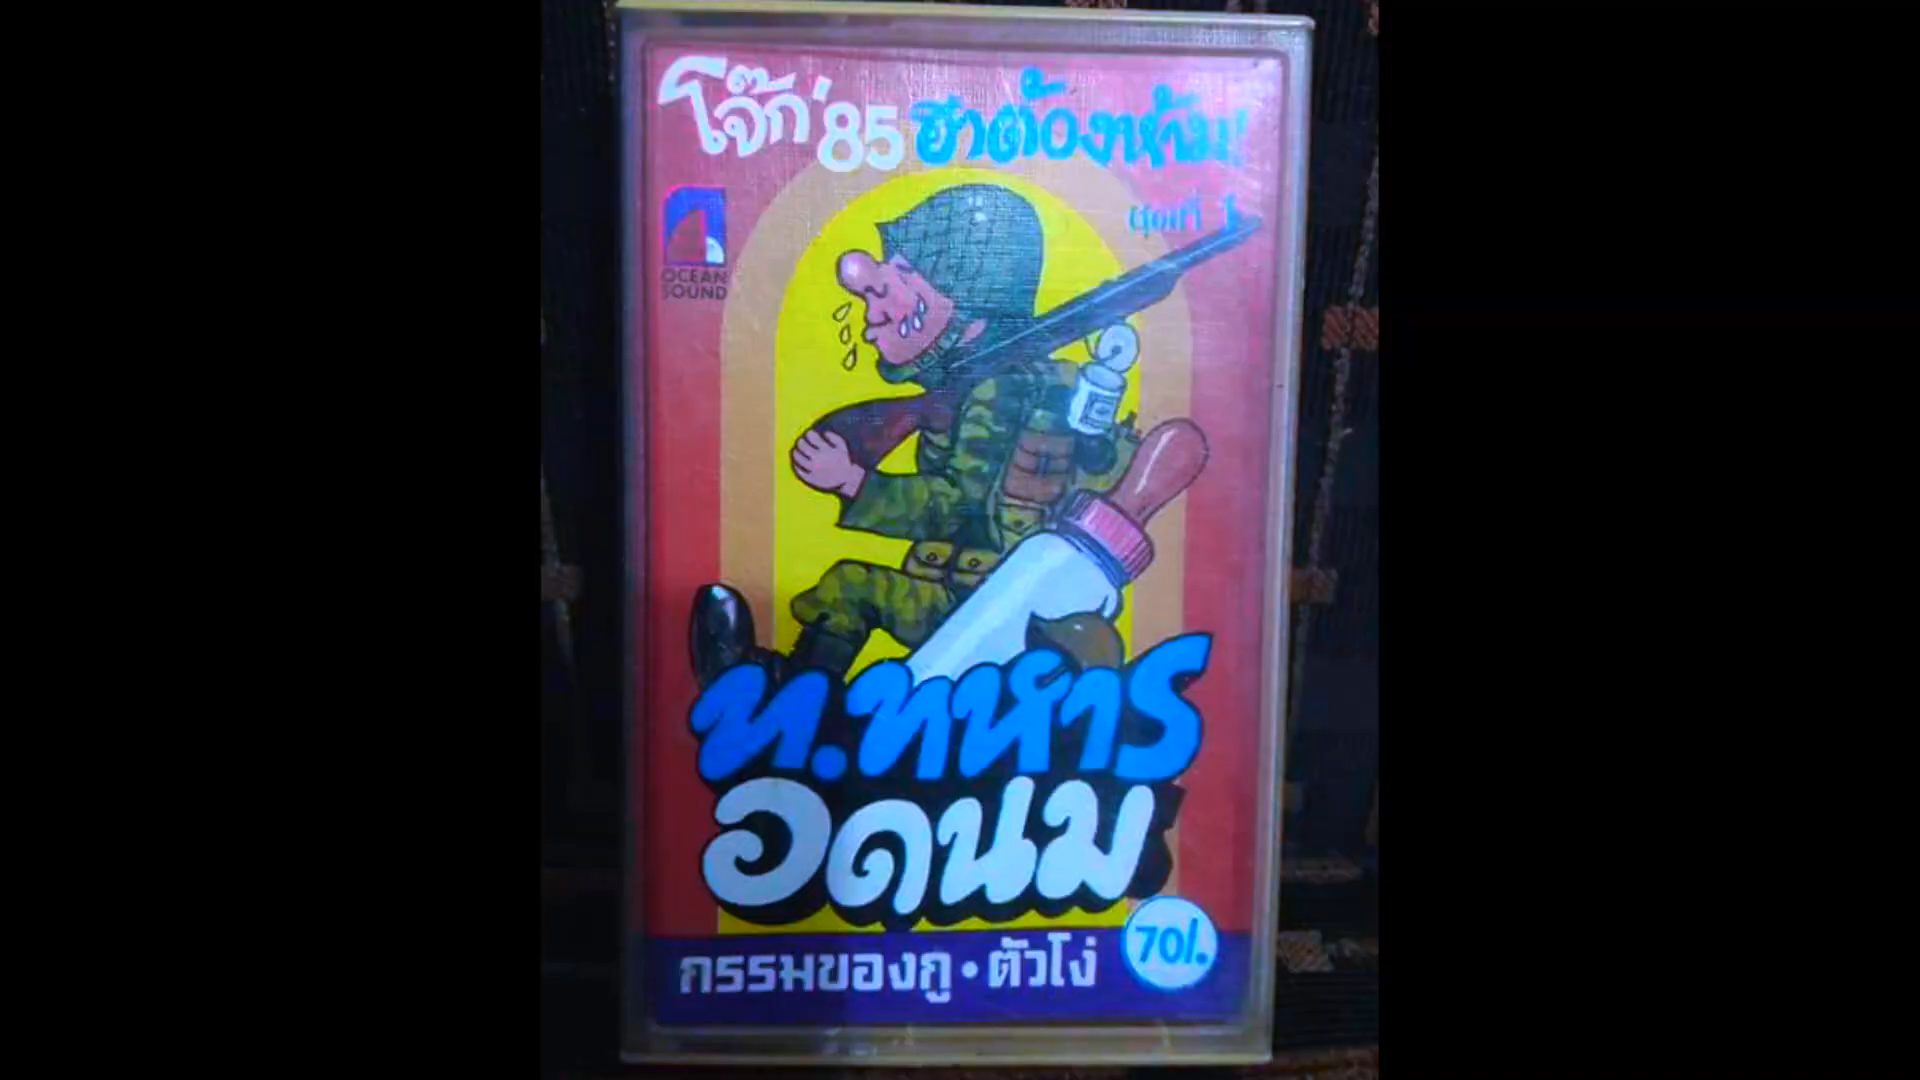 โจ๊ก'85 ฮาต้องห้าม!!
ชุดที่ 1
OCEAN
SOUND
ท.ทหาร
อดนม
70/.
กรรมของกู • ตัวโง่